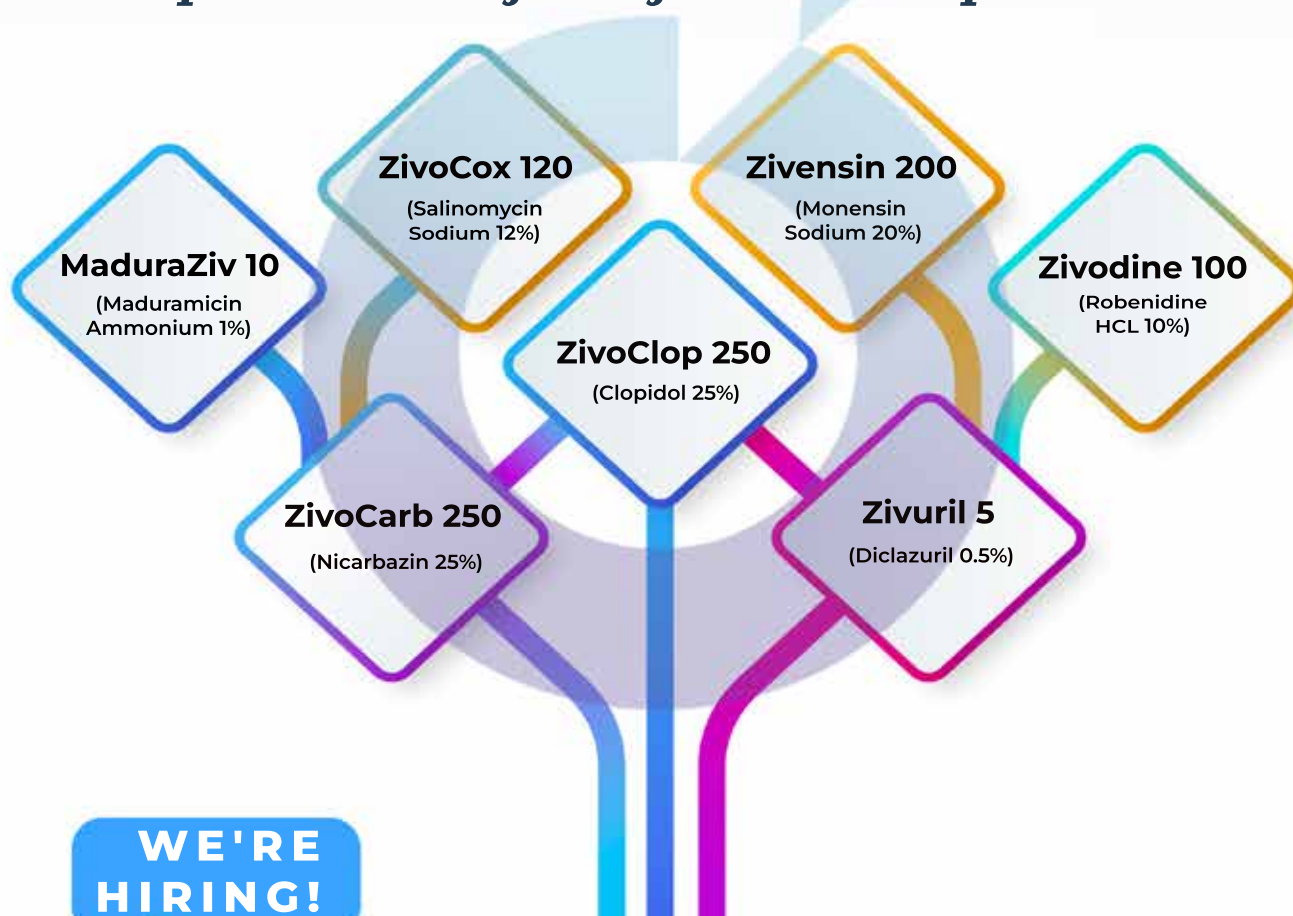 ZivoCox 120
(Salinomycin
Sodium 12%)
Zivensin 200
(Monensin
Sodium 20%)
MaduraZiv 10
(Maduramicin
Ammonium 1%)
Zivodine 100
(Robenidine
HCL 10%)
ZivoClop 250
(Clopidol 25%)
ZivoCarb 250
(Nicarbazin 25%)
Zivuril 5
(Diclazuril 0.5%)
WE'RE
HIRING!